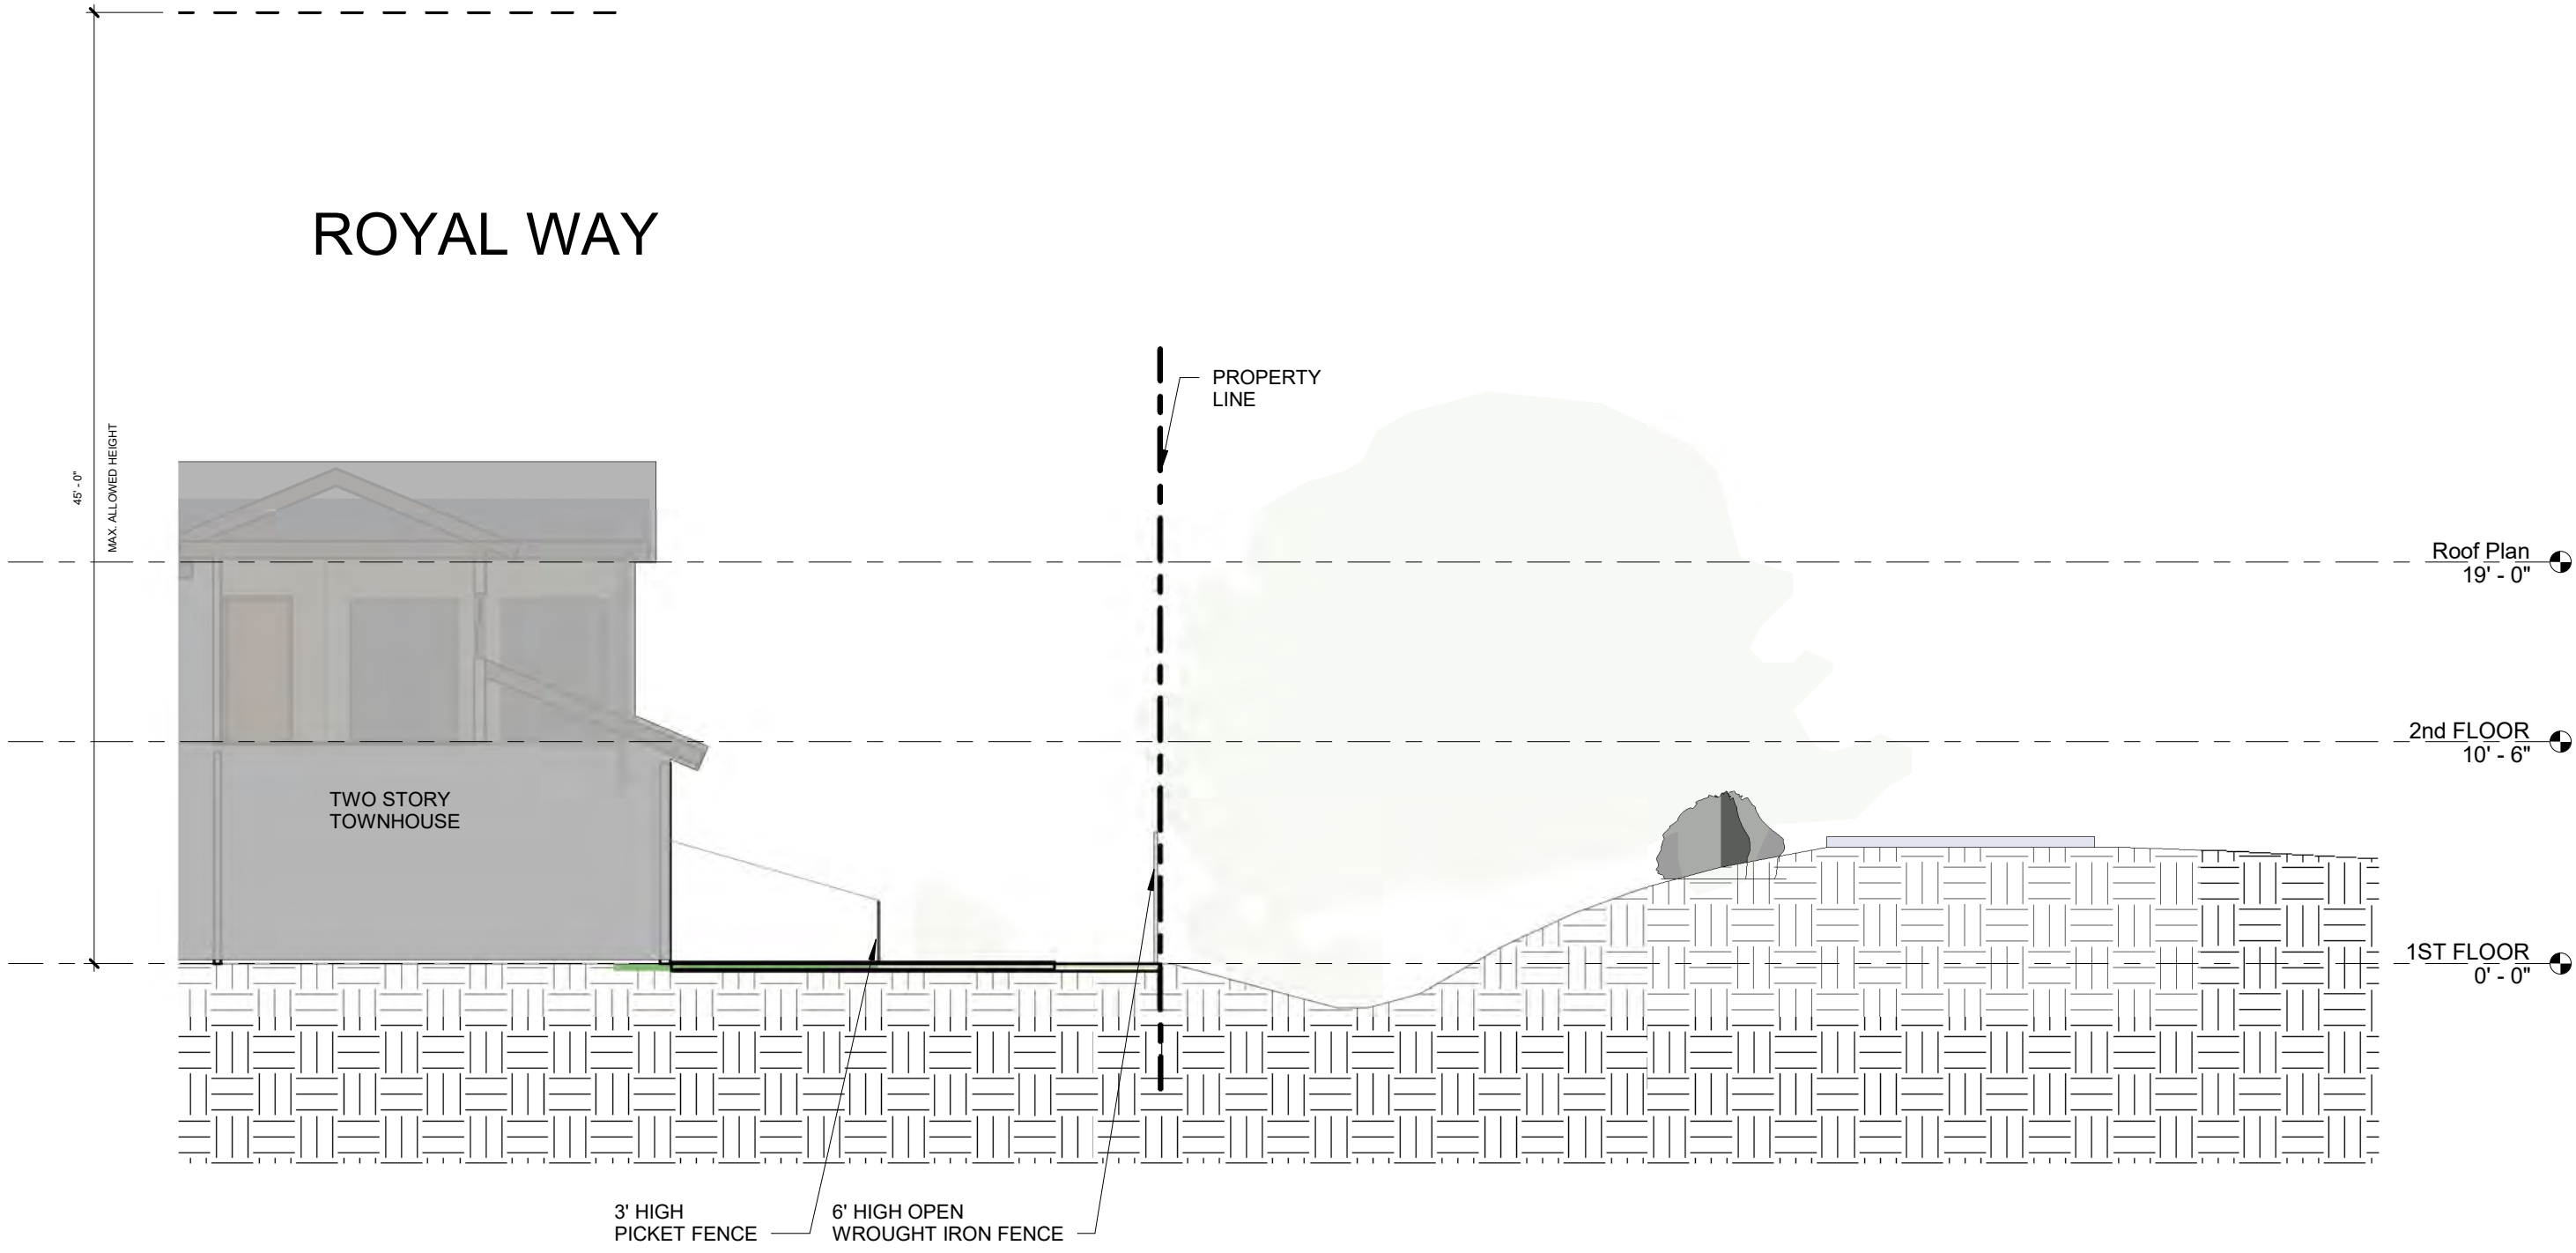 ROYAL WAY
PROPERTY
LINE
45' - 0"
MAX. ALLOWED HEIGHT
Roof Plan
19' - 0"
2nd FLOOR
10' - 6"
TWO STORY
TOWNHOUSE
1ST FLOOR
0' - 0"
3' HIGH
PICKET FENCE
6' HIGH OPEN
WROUGHT IRON FENCE